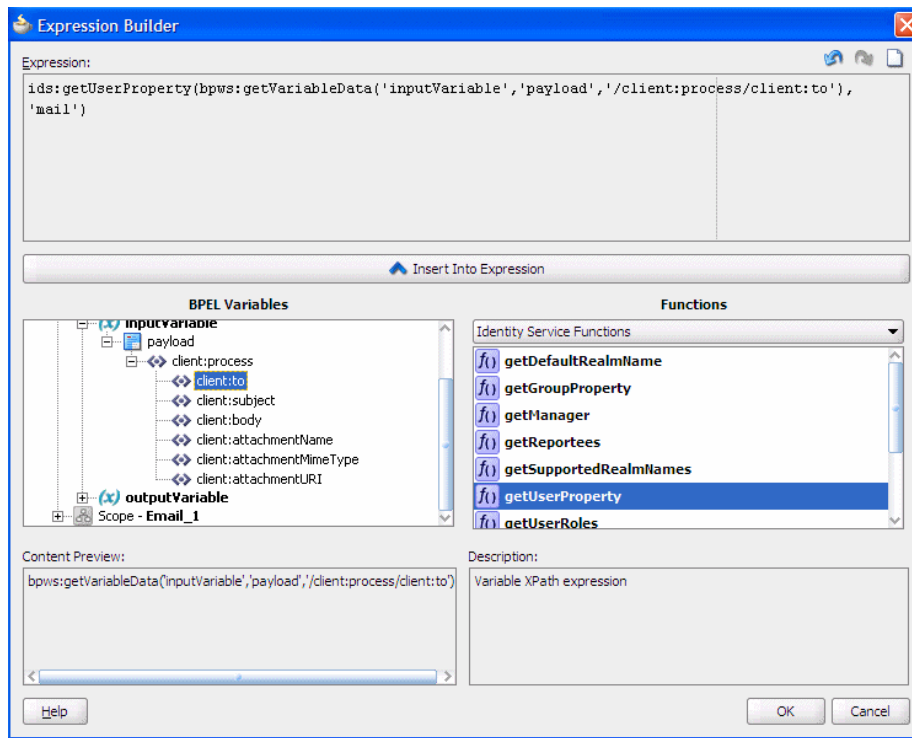 Expression Builder
Expression:
ids:getUserProperty(bpws:getVariableData('inputVariable','payload','/client:process/client:to'),
'mail')
Insert Into Expression
BPEL Variables
Functions
(x) inputVariable
payload
client:process
client:to
client:subject
client:body
client:attachmentName
client:attachmentMimeType
client:attachmentURI
(x) outputVariable
Scope - Email_1
Identity Service Functions
f() getDefaultRealmName
f() getGroupProperty
f() getManager
f() getReportees
f() getSupportedRealmNames
f() getUserProperty
f() getUserRoles
Content Preview:
bpws:getVariableData('inputVariable','payload','/client:process/client:to')
Description:
Variable XPath expression
Help
OK
Cancel